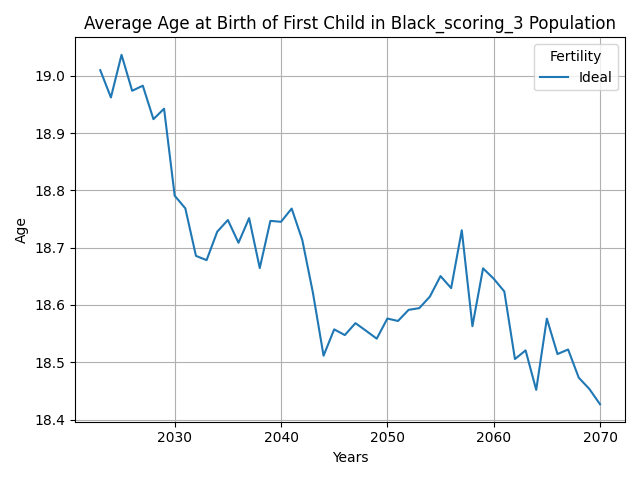 Average Age at Birth of First Child in Black_scoring_3 Population
Fertility
Ideal
19.0
18.9
18.8
18.7
18.6
18.5
18.4
Age
2030 2040 2050 2060 2070
Years